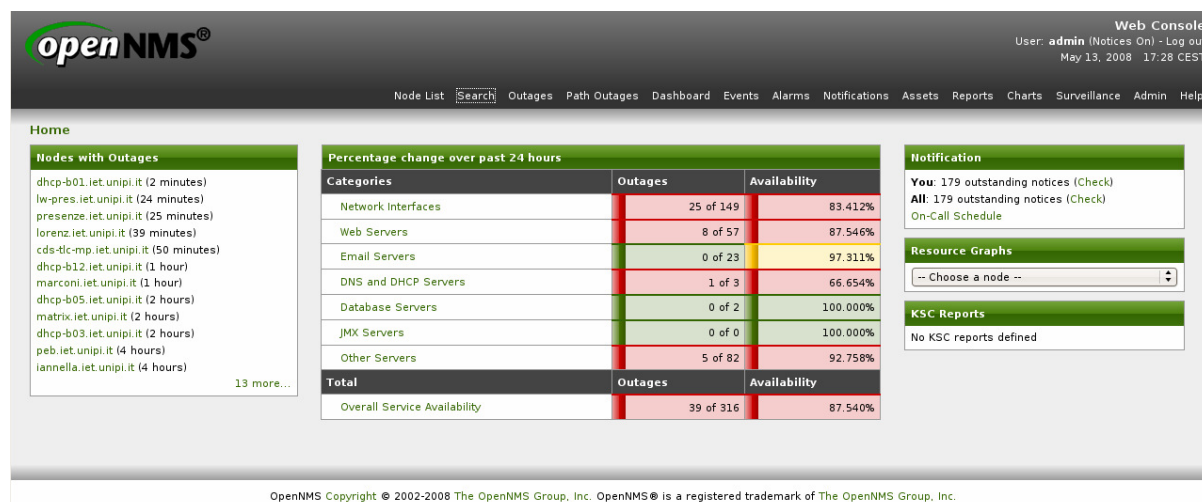 openNMS®
Web Console
User: admin (Notices On) - Log out
May 13, 2008 17:28 CEST
Node List Search Outages Path Outages Dashboard Events Alarms Notifications Assets Reports Charts Surveillance Admin Help
Home
Nodes with Outages
dhcp-b01.iet.unipi.it (2 minutes)
lw-pres.iet.unipi.it (24 minutes)
presenze.iet.unipi.it (25 minutes)
lorenz.iet.unipi.it (39 minutes)
cds-tlc-mp.iet.unipi.it (50 minutes)
dhcp-b12.iet.unipi.it (1 hour)
marconi.iet.unipi.it (1 hour)
dhcp-b05.iet.unipi.it (2 hours)
matrix.iet.unipi.it (2 hours)
dhcp-b03.iet.unipi.it (2 hours)
peb.iet.unipi.it (4 hours)
iannella.iet.unipi.it (4 hours)
13 more...
Percentage change over past 24 hours
Categories Outages Availability
Network Interfaces 25 of 149 83.412%
Web Servers 8 of 57 87.546%
Email Servers 0 of 23 97.311%
DNS and DHCP Servers 1 of 3 66.654%
Database Servers 0 of 2 100.000%
JMX Servers 0 of 0 100.000%
Other Servers 5 of 82 92.758%
Total Outages Availability
Overall Service Availability 39 of 316 87.540%
Notification
You: 179 outstanding notices (Check)
All: 179 outstanding notices (Check)
On-Call Schedule
Resource Graphs
-- Choose a node --
KSC Reports
No KSC reports defined
OpenNMS Copyright © 2002-2008 The OpenNMS Group, Inc. OpenNMS® is a registered trademark of The OpenNMS Group, Inc.